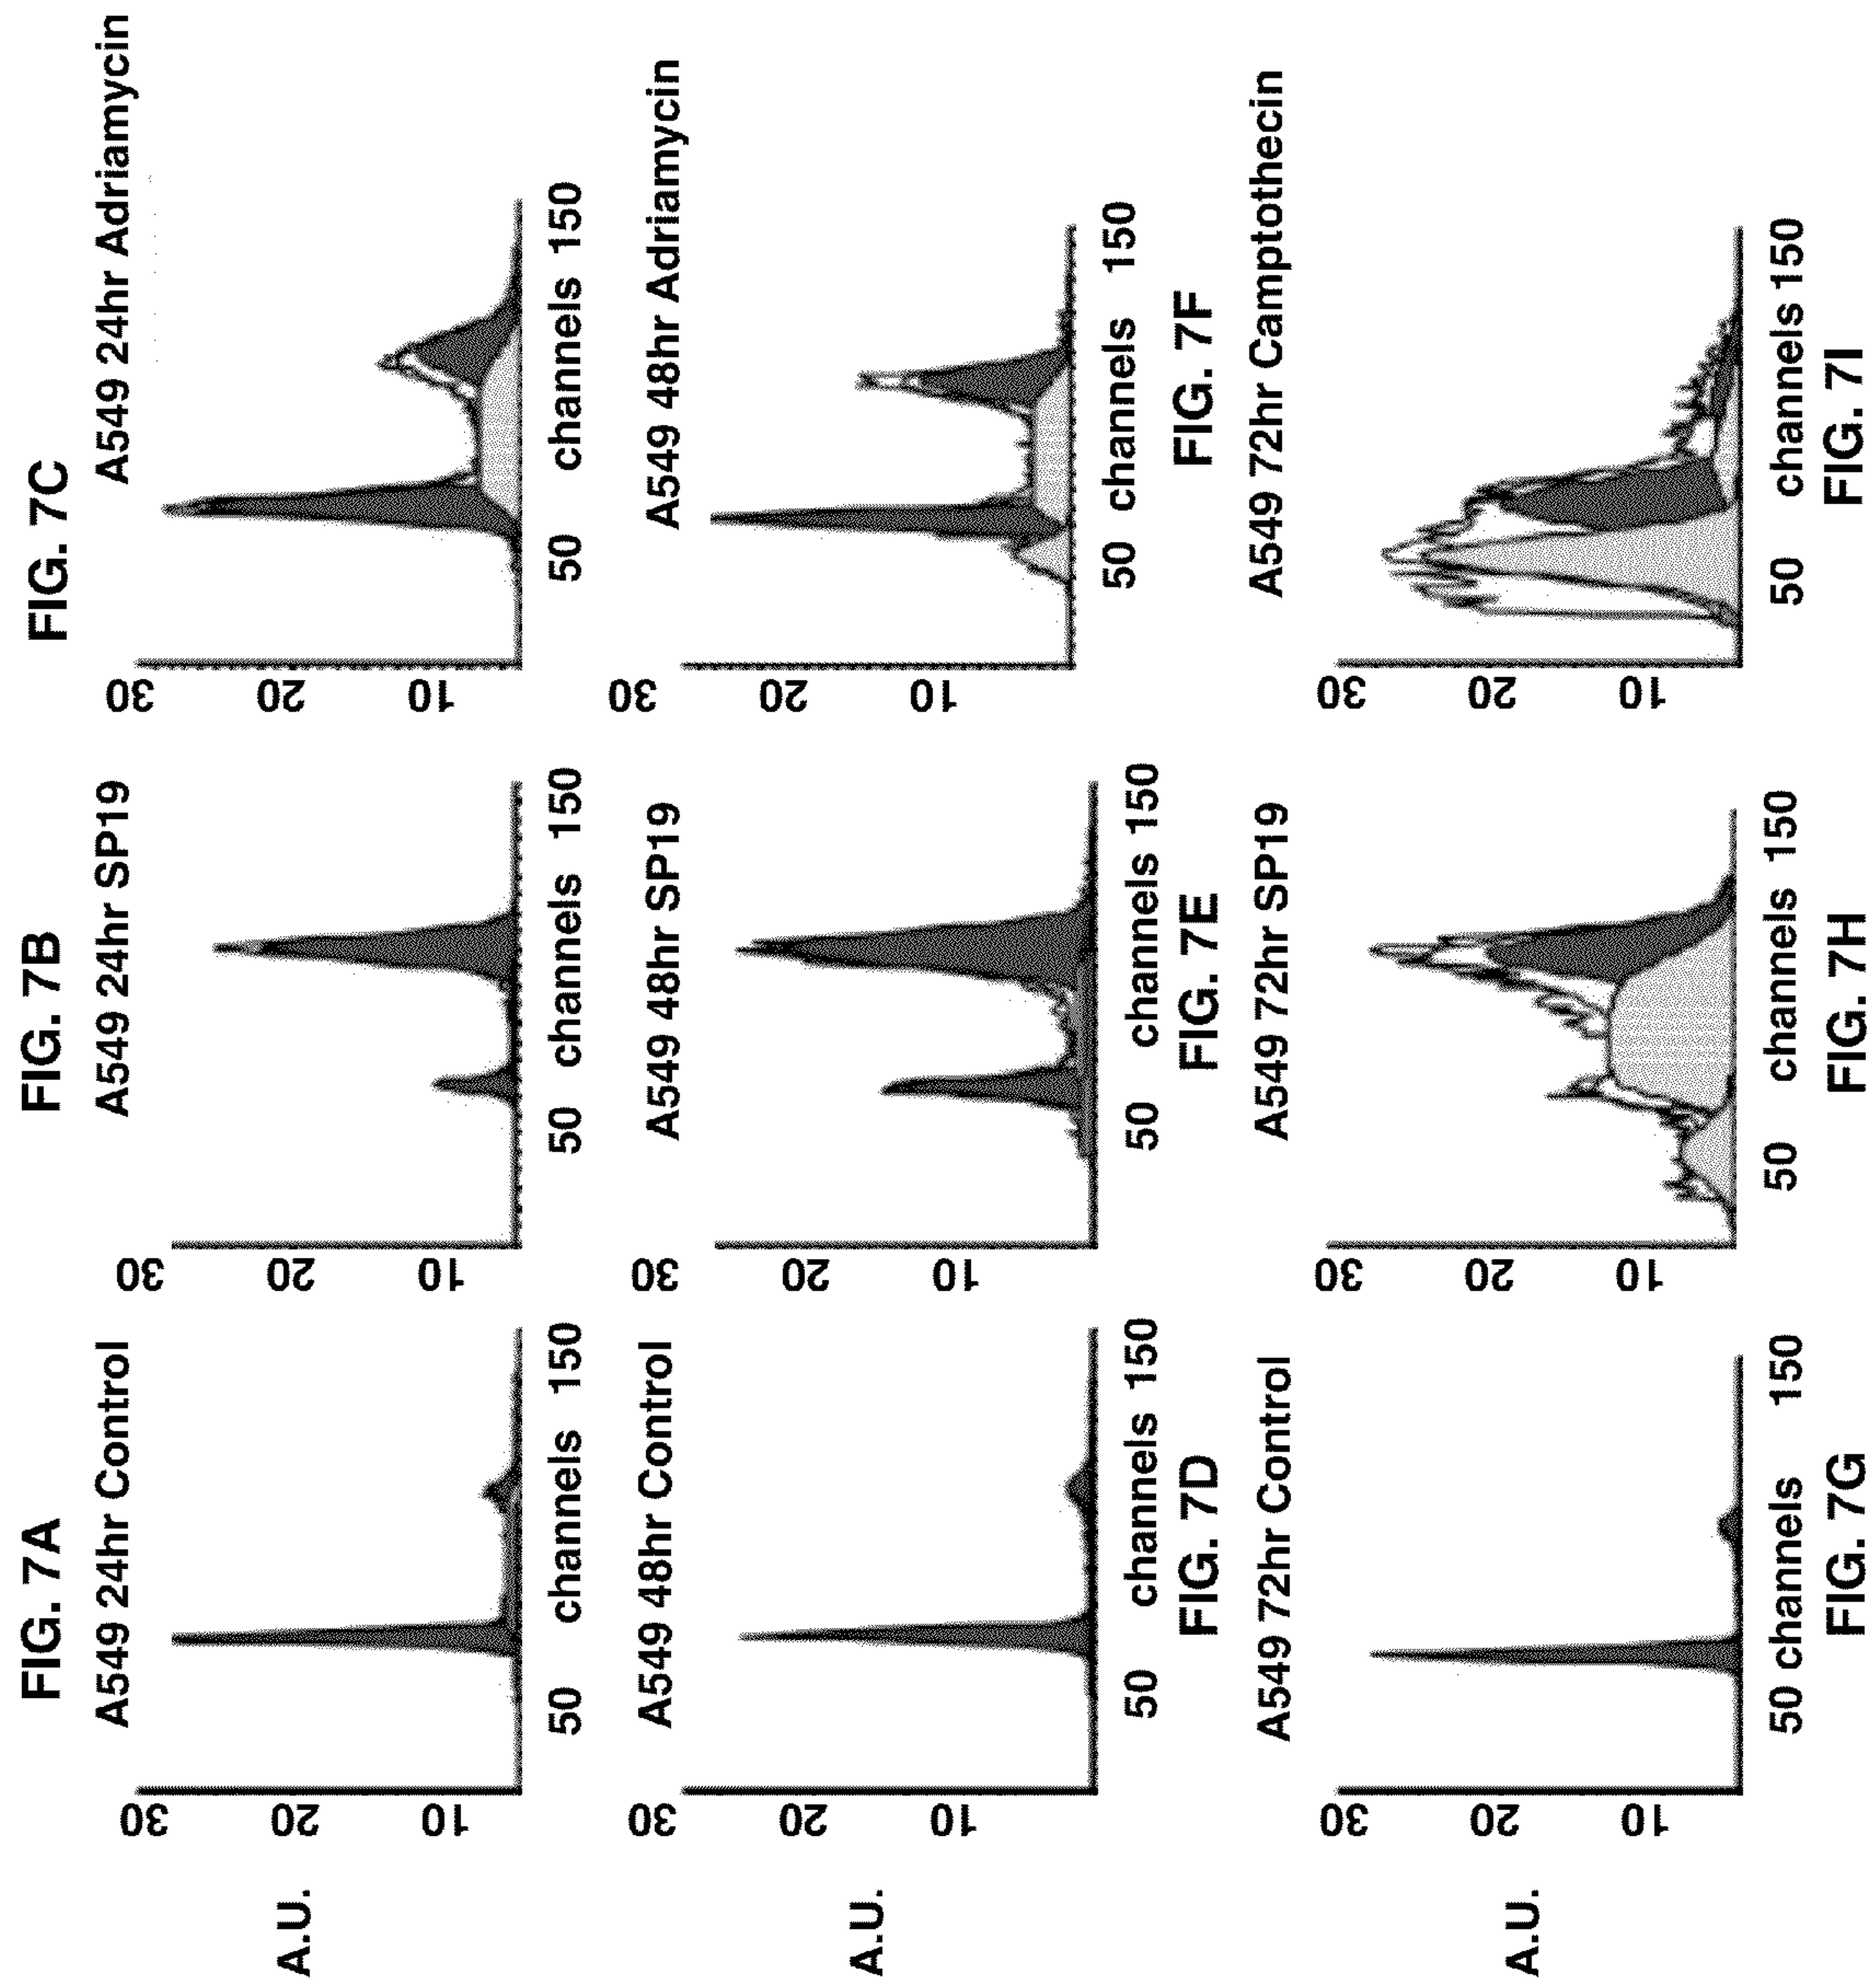 FIG. 7A
A549 24hr Control
A.U.
30
20
10
50 channels 150
FIG. 7B
A549 24hr SP19
30
20
10
50 channels 150
FIG. 7C
A549 24hr Adriamycin
30
20
10
50 channels 150
A549 48hr Control
A.U.
30
20
10
50 channels 150
FIG. 7D
A549 48hr SP19
30
20
10
50 channels 150
FIG. 7E
A549 48hr Adriamycin
30
20
10
50 channels 150
FIG. 7F
A549 72hr Control
A.U.
30
20
10
50 channels 150
FIG. 7G
A549 72hr SP19
30
20
10
50 channels 150
FIG. 7H
A549 72hr Camptothecin
30
20
10
50 channels 150
FIG. 7I